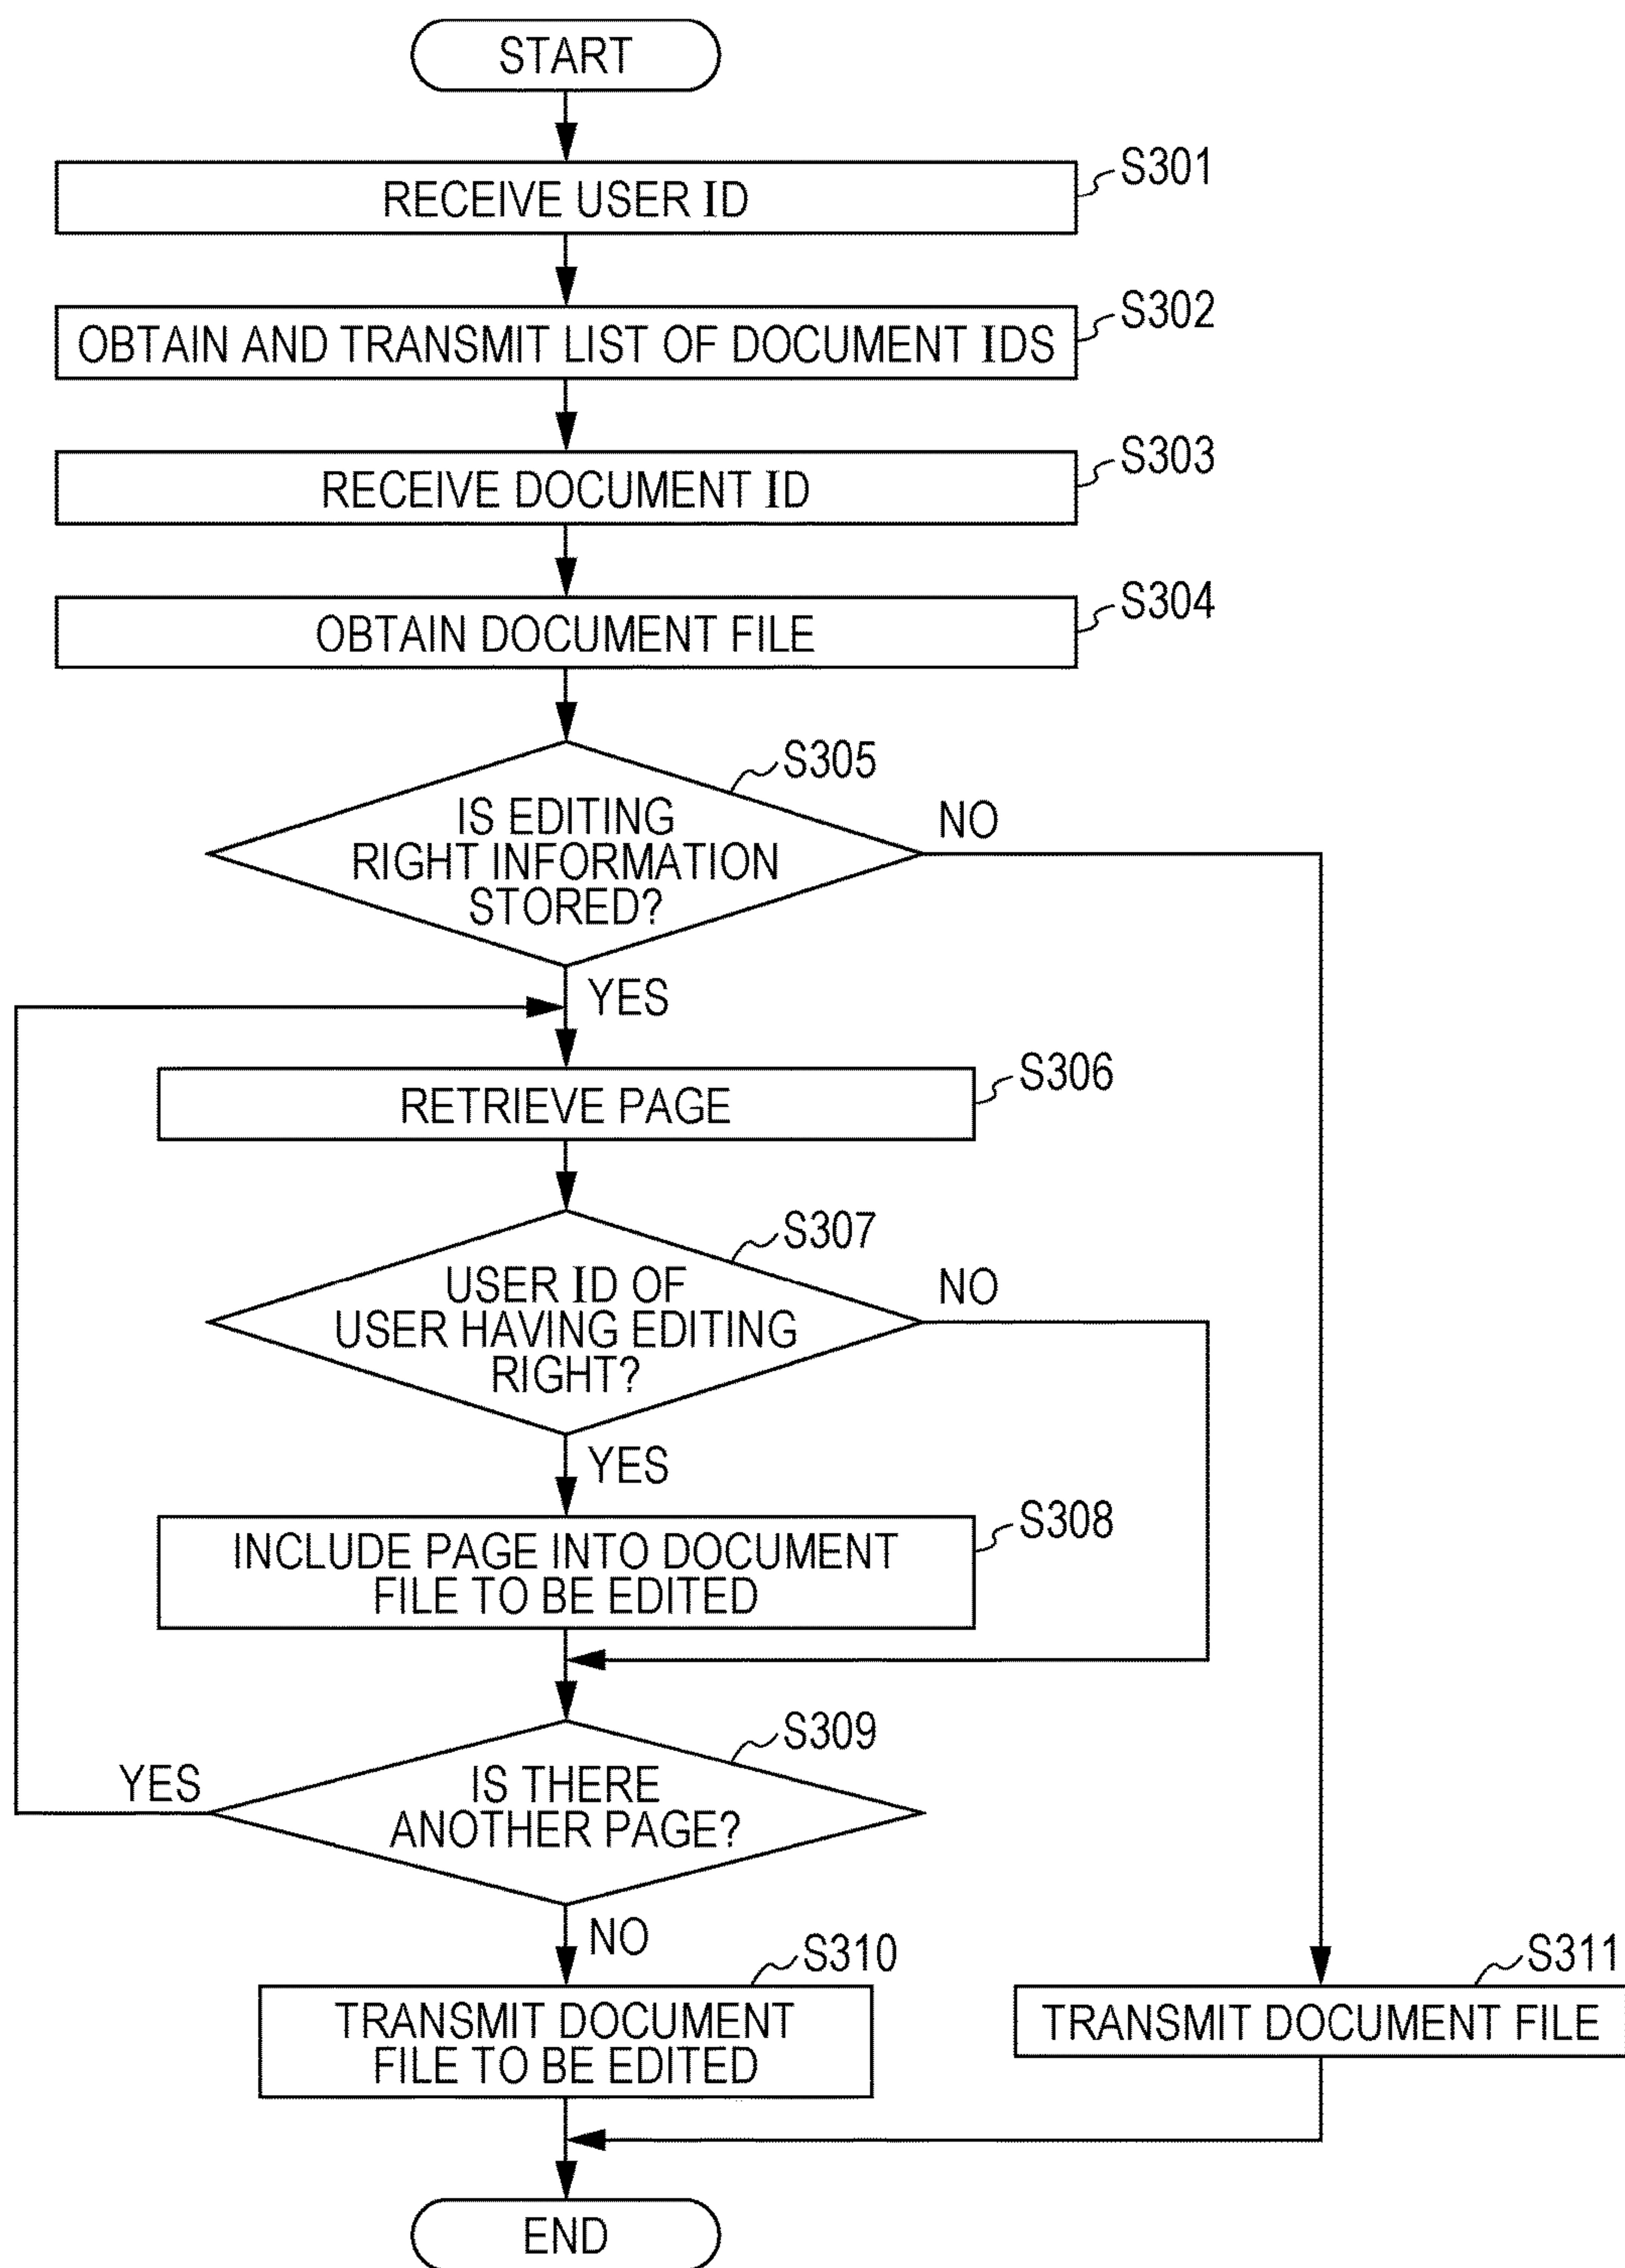 START
S301
RECEIVE USER ID
S302
OBTAIN AND TRANSMIT LIST OF DOCUMENT IDS
S303
RECEIVE DOCUMENT ID
S304
OBTAIN DOCUMENT FILE
S305
IS EDITING
RIGHT INFORMATION
STORED?
NO
YES
S306
RETRIEVE PAGE
S307
USER ID OF
USER HAVING EDITING
RIGHT?
NO
YES
S308
INCLUDE PAGE INTO DOCUMENT
FILE TO BE EDITED
S309
IS THERE
ANOTHER PAGE?
YES
NO
S310
TRANSMIT DOCUMENT
FILE TO BE EDITED
S311
TRANSMIT DOCUMENT FILE
END